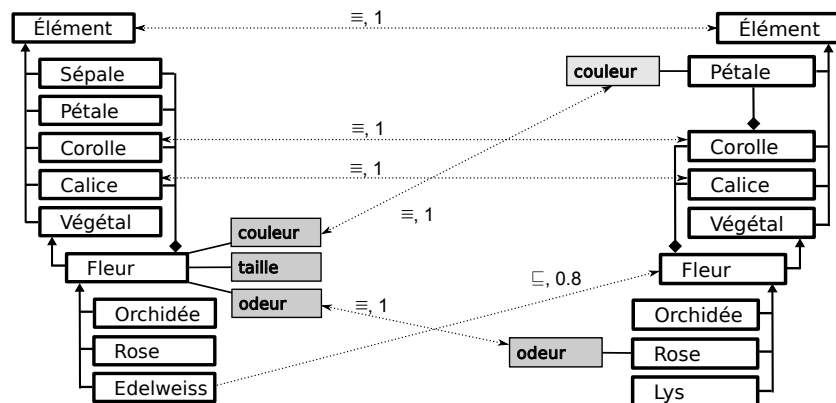 Élément
≡, 1
Élément
Sépale
couleur
Pétale
Pétale
Corolle
≡, 1
Corolle
Calice
≡, 1
Calice
Végétal
≡, 1
Végétal
couleur
Fleur
taille
⊑, 0.8
Fleur
odeur
≡, 1
Orchidée
Orchidée
Rose
odeur
Rose
Edelweiss
Lys